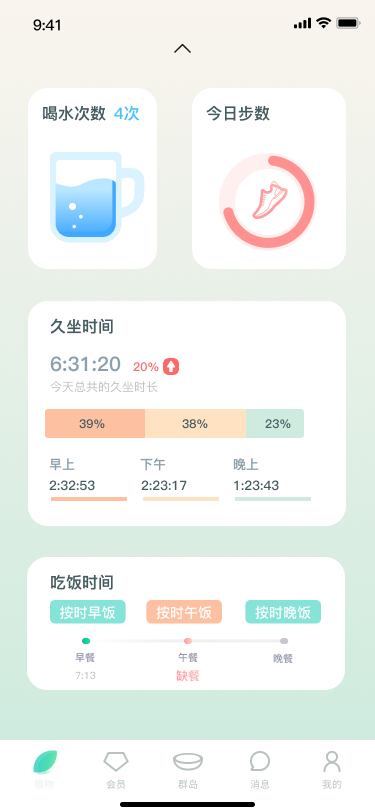 9:41
喝水次数 4次
今日步数
久坐时间
6:31:20 20%
今天总共的久坐时长
39% 38% 23%
早上 下午 晚上
2:32:53 2:23:17 1:23:43
吃饭时间
按时早饭 按时午饭 按时晚饭
早餐 午餐 晚餐
7:13 缺餐
会员 群岛 消息 我的